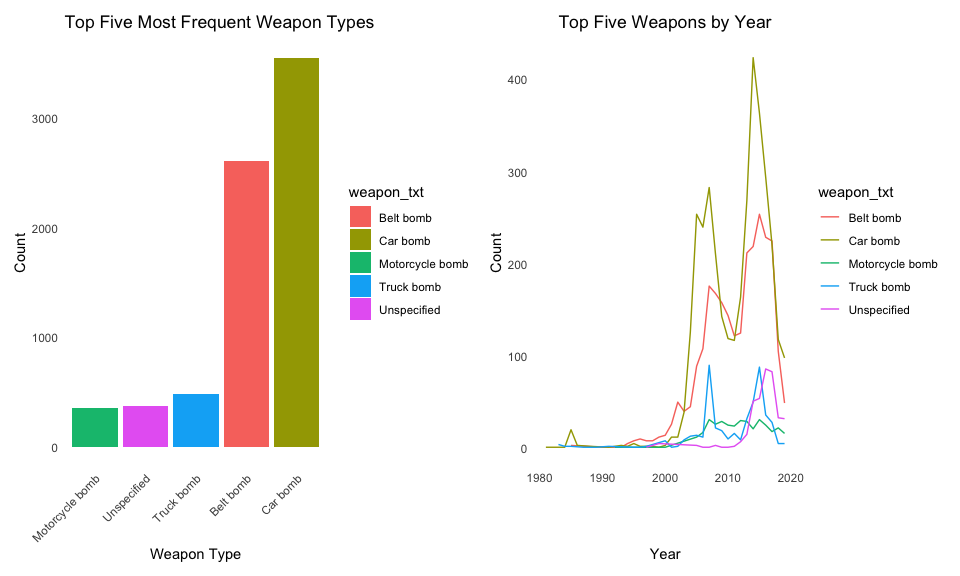 Top Five Most Frequent Weapon Types
Count
3000
2000
1000
0
Motorcycle bomb
Unspecified
Truck bomb
Belt bomb
Car bomb
Weapon Type
weapon_txt
Belt bomb
Car bomb
Motorcycle bomb
Truck bomb
Unspecified
Top Five Weapons by Year
Count
400
300
200
100
0
1980 1990 2000 2010 2020
Year
weapon_txt
Belt bomb
Car bomb
Motorcycle bomb
Truck bomb
Unspecified